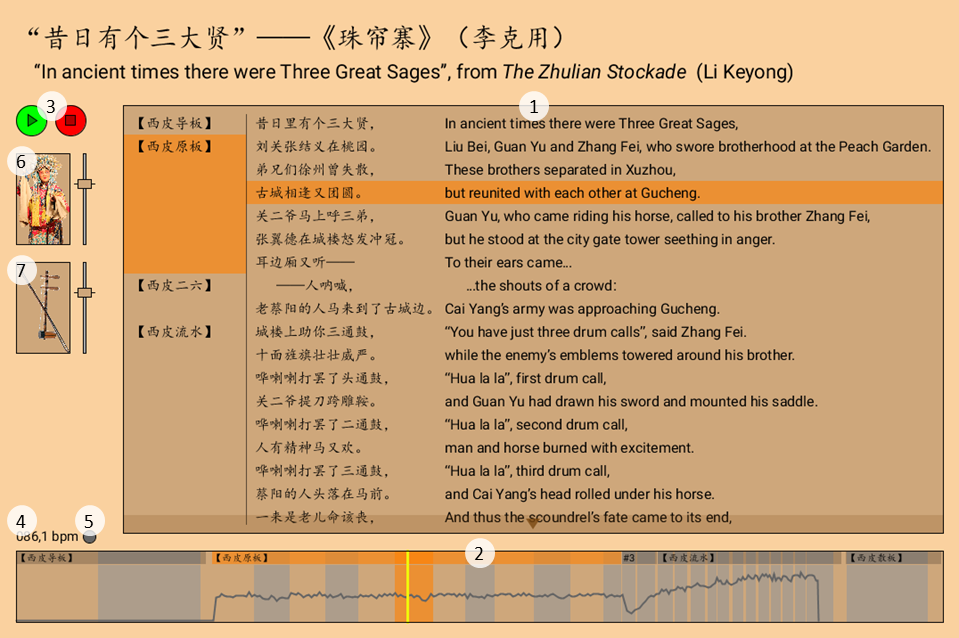 “昔日有个三大贤”——《珠帘寨》（李克用）
“In ancient times there were Three Great Sages”, from The Zhulian Stockade (Li Keyong)
3
1
【西皮导板】 昔日里有个三大贤， In ancient times there were Three Great Sages,
【西皮原板】 刘关张结义在桃园。 Liu Bei, Guan Yu and Zhang Fei, who swore brotherhood at the Peach Garden.
6
弟兄们徐州曾失散， These brothers separated in Xuzhou,
古城相逢又团圆。 but reunited with each other at Gucheng.
关二爷马上呼三弟， Guan Yu, who came riding his horse, called to his brother Zhang Fei,
张翼德在城楼怒发冲冠。 but he stood at the city gate tower seething in anger.
耳边厢又听—— To their ears came...
7
【西皮二六】 ——人呐喊， ...the shouts of a crowd:
老蔡阳的人马来到了古城边。 Cai Yang’s army was approaching Gucheng.
【西皮流水】 城楼上助你三通鼓， “You have just three drum calls”, said Zhang Fei.
十面旌旗壮壮威严。 while the enemy’s emblems towered around his brother.
哗喇喇打罢了头通鼓， “Hua la la”, first drum call,
关二爷提刀跨雕鞍。 and Guan Yu had drawn his sword and mounted his saddle.
哗喇喇打罢了二通鼓， “Hua la la”, second drum call,
人有精神马又欢。 man and horse burned with excitement.
哗喇喇打罢了三通鼓， “Hua la la”, third drum call,
蔡阳的人头落在马前。 and Cai Yang’s head rolled under his horse.
一来是老儿命该丧， And thus the scoundrel’s fate came to its end,
4
5
086,1 bpm
2
【西皮导板】 【西皮原板】 #3 【西皮流水】 【西皮散板】